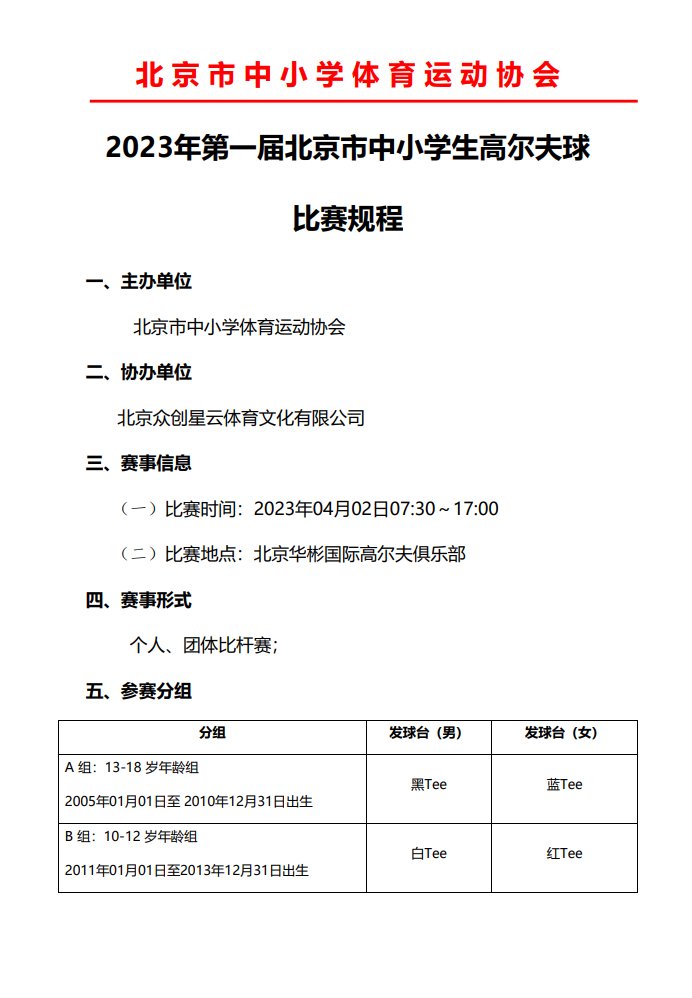 北京市中小学体育运动协会
2023年第一届北京市中小学生高尔夫球
比赛规程
一、主办单位
北京市中小学体育运动协会
二、协办单位
北京众创星云体育文化有限公司
三、赛事信息
（一）比赛时间：2023年04月02日07:30～17:00
（二）比赛地点：北京华彬国际高尔夫俱乐部
四、赛事形式
个人、团体比杆赛；
五、参赛分组
分组 发球台（男） 发球台（女）
A 组：13-18 岁年龄组
2005年01月01日至 2010年12月31日出生
黑Tee 蓝Tee
B 组：10-12 岁年龄组
2011年01月01日至2013年12月31日出生
白Tee 红Tee